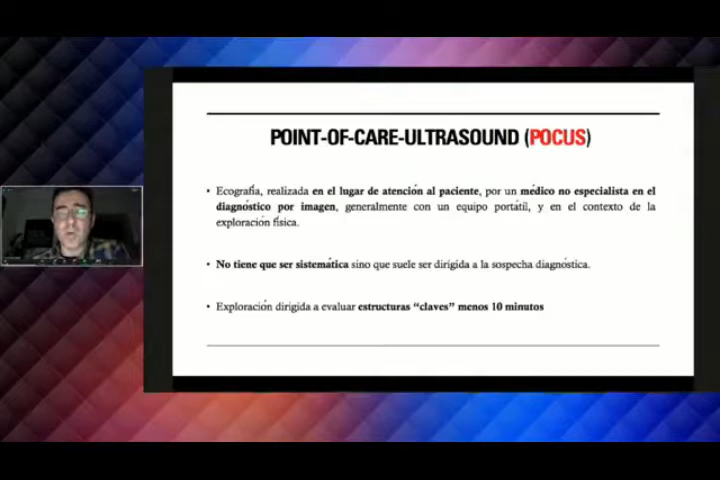 POINT-OF-CARE-ULTRASOUND (POCUS)
• Ecografía, realizada en el lugar de atención al paciente, por un médico no especialista en el
diagnóstico por imagen, generalmente con un equipo portátil, y en el contexto de la
exploración física.
• No tiene que ser sistemática sino que suele ser dirigida a la sospecha diagnóstica.
• Exploración dirigida a evaluar estructuras “claves” menos 10 minutos